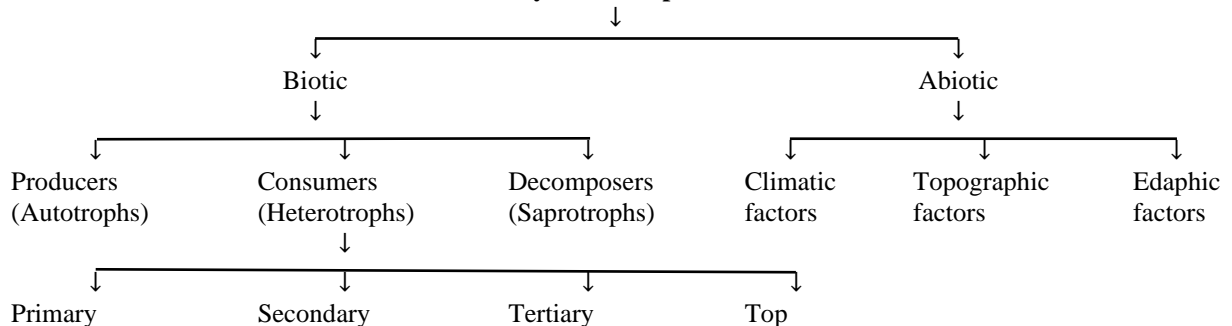 Biotic Abiotic
Producers Consumers Decomposers Climatic Topographic Edaphic
(Autotrophs) (Heterotrophs) (Saprotrophs) factors factors factors
Primary Secondary Tertiary Top